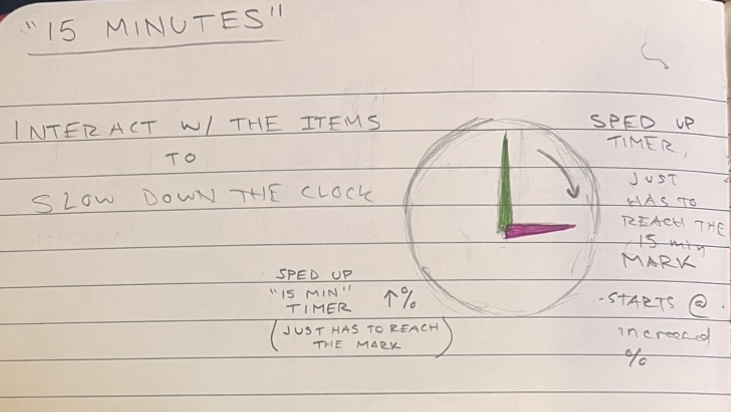 "15 MINUTES"
INTERACT W/ THE ITEMS
TO
SLOW DOWN THE CLOCK
SPED UP
"15 MIN" ↑%
TIMER
(JUST HAS TO REACH
THE MARK)
SPED UP
TIMER,
JUST
HAS TO
REACH THE
15 min
MARK
-STARTS @
increased
%